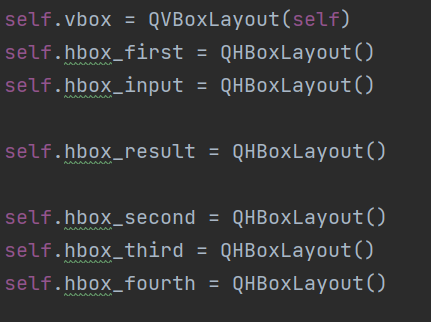 self.vbox = QVBoxLayout(self)
self.hbox_first = QHBoxLayout()
self.hbox_input = QHBoxLayout()
self.hbox_result = QHBoxLayout()
self.hbox_second = QHBoxLayout()
self.hbox_third = QHBoxLayout()
self.hbox_fourth = QHBoxLayout()